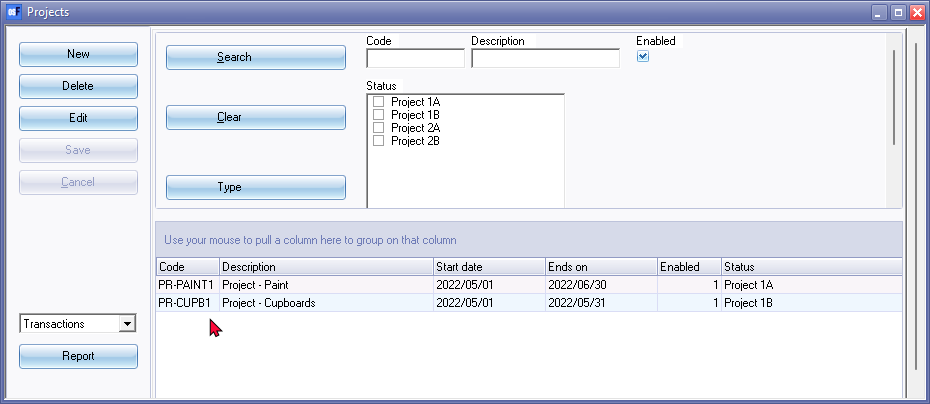 Projects
New
Delete
Edit
Save
Cancel
Transactions
Report
Search
Clear
Type
Code Description Enabled
Status
Project 1A
Project 1B
Project 2A
Project 2B
Use your mouse to pull a column here to group on that column
Code Description Start date Ends on Enabled Status
PR-PAINT1 Project - Paint 2022/05/01 2022/06/30 1 Project 1A
PR-CUPB1 Project - Cupboards 2022/05/01 2022/05/31 1 Project 1B